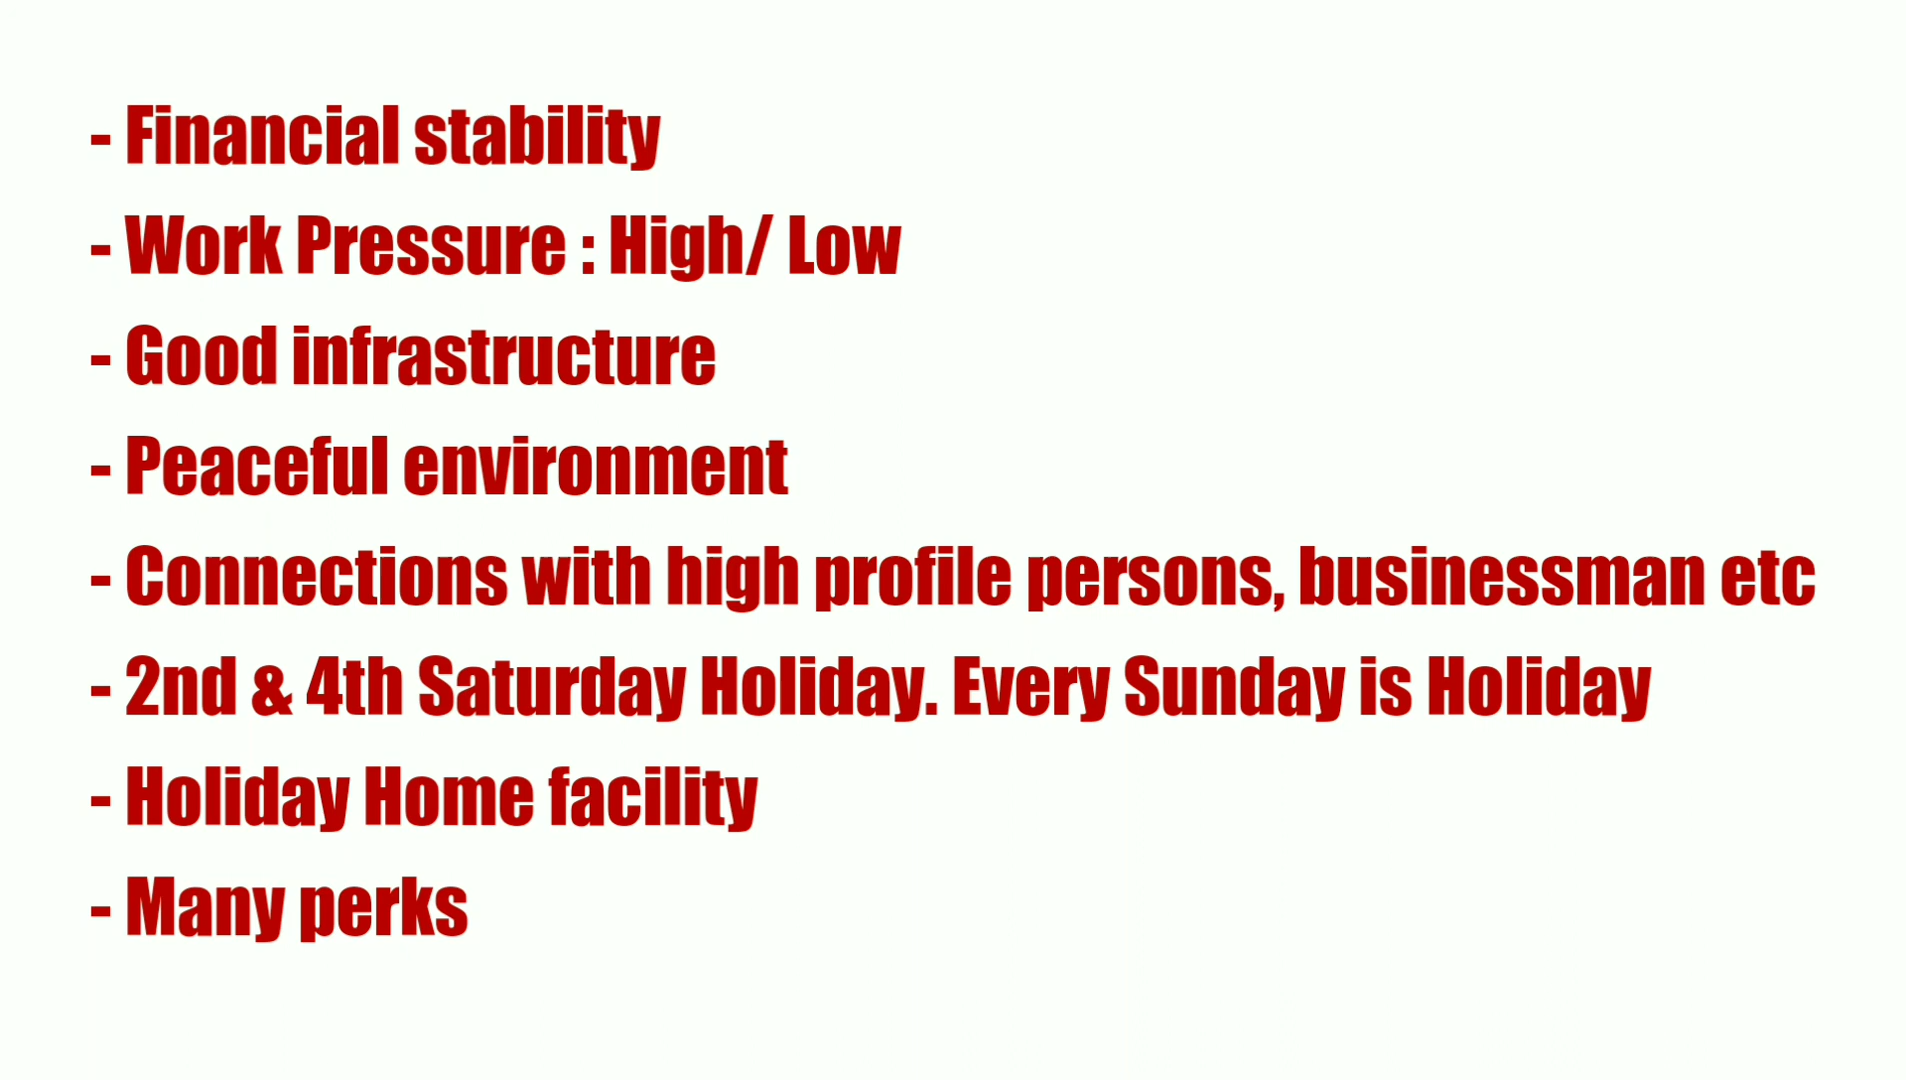 - Financial stability
- Work Pressure : High/ Low
- Good infrastructure
- Peaceful environment
- Connections with high profile persons, businessman etc
- 2nd & 4th Saturday Holiday. Every Sunday is Holiday
- Holiday Home facility
- Many perks